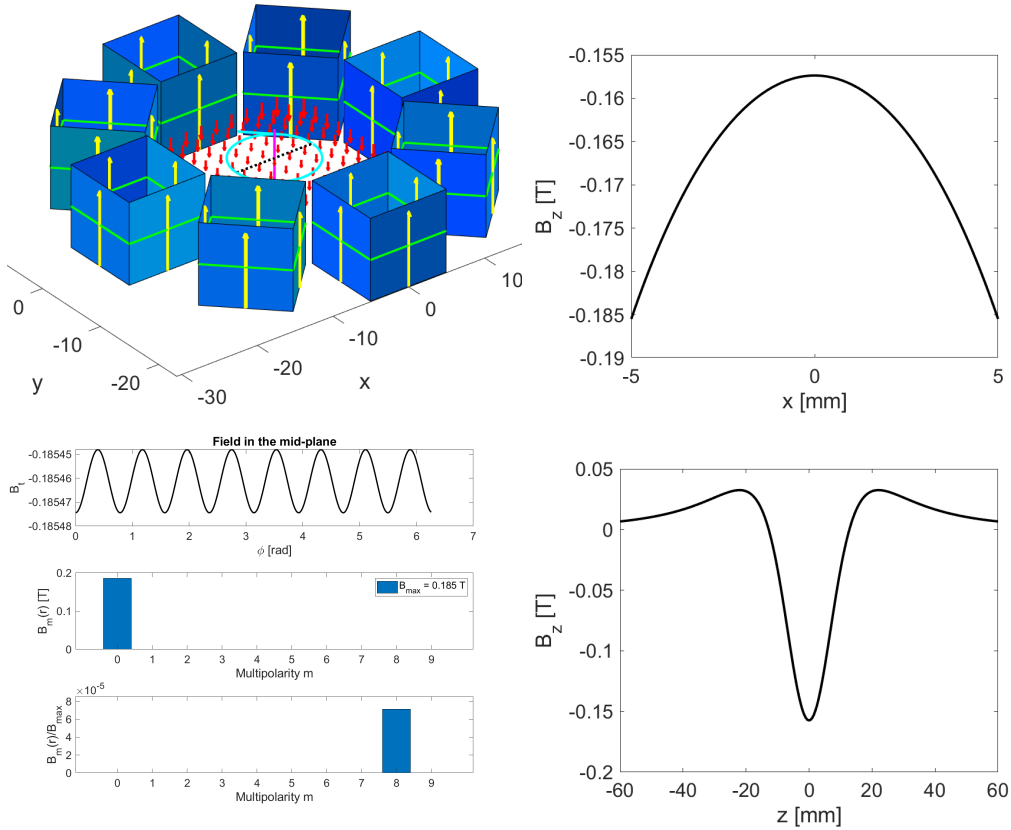 0
-10
-20
y
-30
-20
-10
0
10
x
-0.155
-0.16
-0.165
-0.17
-0.175
-0.18
-0.185
-0.19
B_z [T]
-5
0
5
x [mm]
Field in the mid-plane
-0.18545
-0.18546
-0.18547
-0.18548
B_t
0 1 2 3 4 5 6 7
ϕ [rad]
0.2
0.1
0
B_m(r) [T]
B_max = 0.185 T
0 1 2 3 4 5 6 7 8 9
Multipolarity m
×10^-5
8
6
4
2
0
B_m(r)/B_max
0 1 2 3 4 5 6 7 8 9
Multipolarity m
0.05
0
-0.05
-0.1
-0.15
-0.2
B_z [T]
-60 -40 -20 0 20 40 60
z [mm]